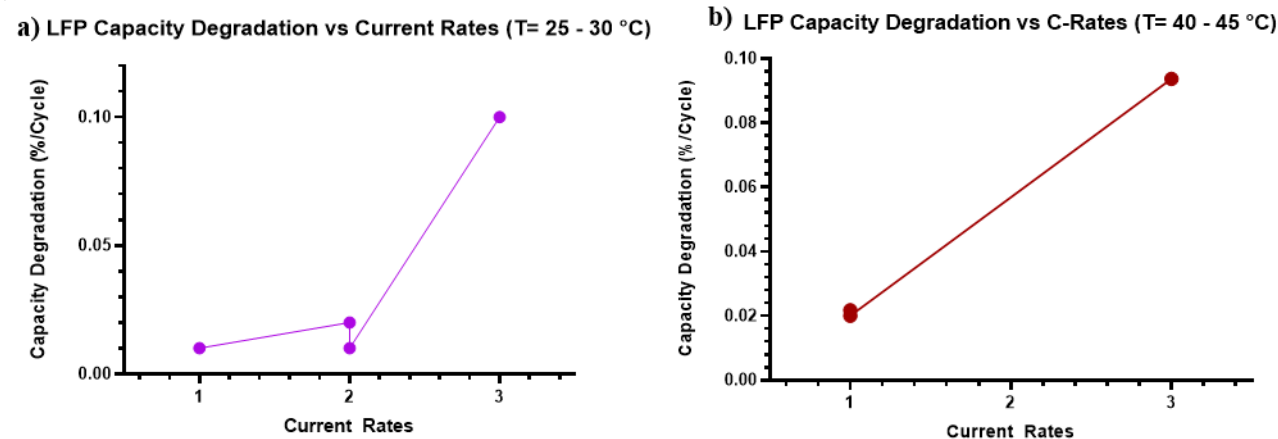 a) LFP Capacity Degradation vs Current Rates (T= 25 - 30 °C)
Capacity Degradation (%/Cycle)
0.10
0.05
0.00
1 2 3
Current Rates
b) LFP Capacity Degradation vs C-Rates (T= 40 - 45 °C)
Capacity Degradation (%/Cycle)
0.10
0.08
0.06
0.04
0.02
0.00
1 2 3
Current Rates